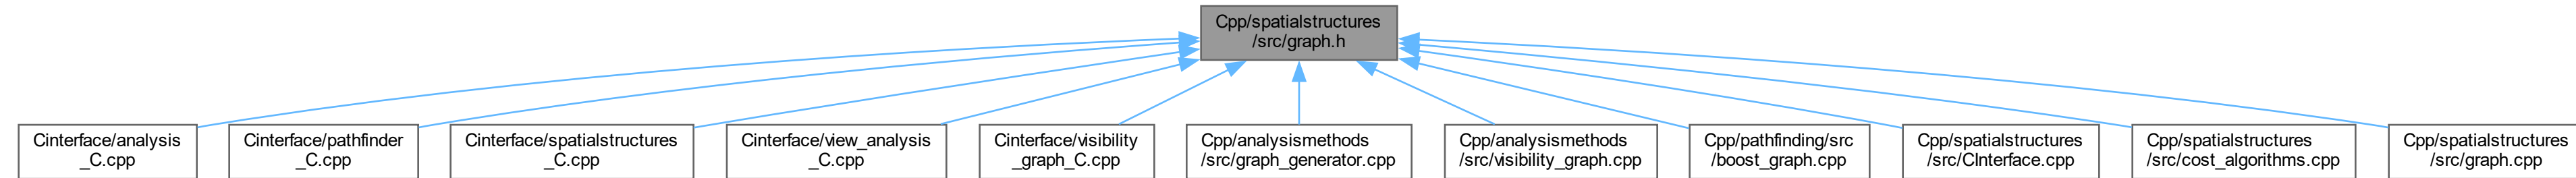 Cpp/spatialstructures
/src/graph.h
Cinterface/analysis
_C.cpp
Cinterface/pathfinder
_C.cpp
Cinterface/spatialstructures
_C.cpp
Cinterface/view_analysis
_C.cpp
Cinterface/visibility
_graph_C.cpp
Cpp/analysismethods
/src/graph_generator.cpp
Cpp/analysismethods
/src/visibility_graph.cpp
Cpp/pathfinding/src
/boost_graph.cpp
Cpp/spatialstructures
/src/CInterface.cpp
Cpp/spatialstructures
/src/cost_algorithms.cpp
Cpp/spatialstructures
/src/graph.cpp